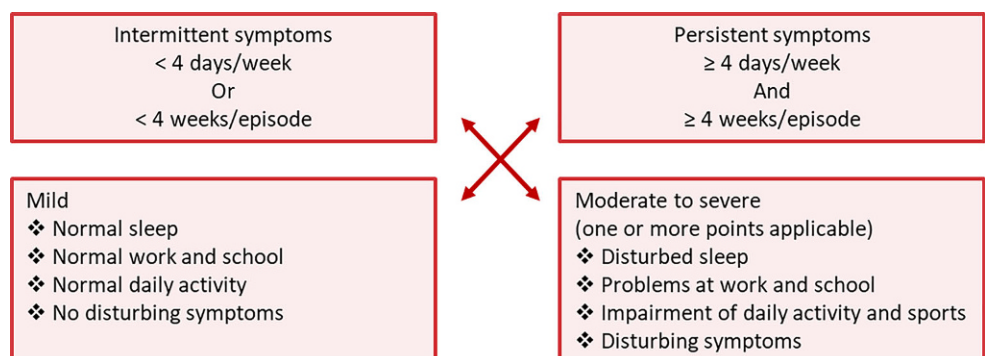 Intermittent symptoms
< 4 days/week
Or
< 4 weeks/episode
Persistent symptoms
≥ 4 days/week
And
≥ 4 weeks/episode
Mild
❖ Normal sleep
❖ Normal work and school
❖ Normal daily activity
❖ No disturbing symptoms
Moderate to severe
(one or more points applicable)
❖ Disturbed sleep
❖ Problems at work and school
❖ Impairment of daily activity and sports
❖ Disturbing symptoms